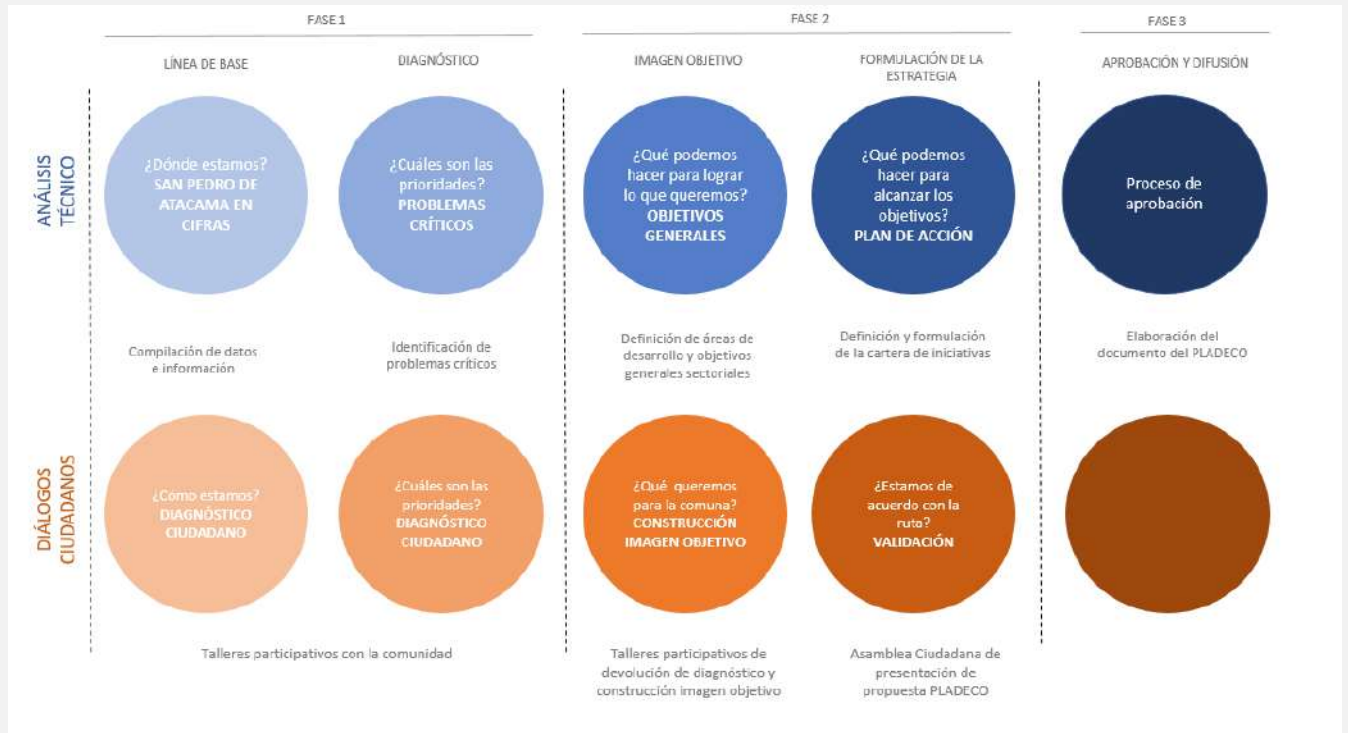 FASE 1
FASE 2
FASE 3
LÍNEA DE BASE
DIAGNÓSTICO
IMAGEN OBJETIVO
FORMULACIÓN DE LA
ESTRATEGIA
APROBACIÓN Y DIFUSIÓN
ANÁLISIS
TÉCNICO
¿Dónde estamos?
SAN PEDRO DE
ATACAMA EN
CIFRAS
¿Cuáles son las
prioridades?
PROBLEMAS
CRÍTICOS
¿Qué podemos
hacer para lograr
lo que queremos?
OBJETIVOS
GENERALES
¿Qué podemos
hacer para
alcanzar los
objetivos?
PLAN DE ACCIÓN
Proceso de
aprobación
Compilación de datos
e información
Identificación de
problemas críticos
Definición de áreas de
desarrollo y objetivos
generales sectoriales
Definición y formulación
de la cartera de iniciativas
Elaboración del
documento del PLADECO
DIÁLOGOS
CIUDADANOS
¿Cómo estamos?
DIAGNÓSTICO
CIUDADANO
¿Cuáles son las
prioridades?
DIAGNÓSTICO
CIUDADANO
¿Qué queremos
para la comuna?
CONSTRUCCIÓN
IMAGEN OBJETIVO
¿Estamos de
acuerdo con la
ruta?
VALIDACIÓN
Talleres participativos con la comunidad
Talleres participativos de
devolución de diagnóstico y
construcción imagen objetivo
Asamblea Ciudadana de
presentación de
propuesta PLADECO